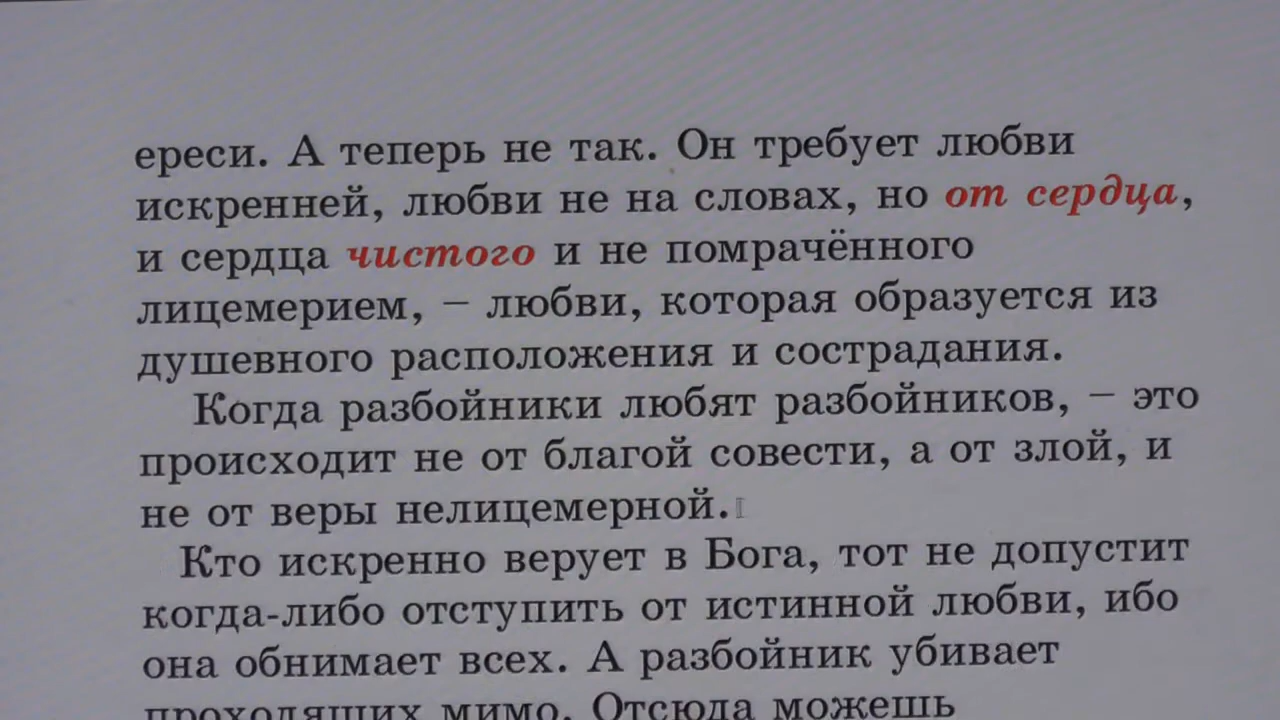 ереси. А теперь не так. Он требует любви
искренней, любви не на словах, но от сердца,
и сердца чистого и не помрачённого
лицемерием, – любви, которая образуется из
душевного расположения и сострадания.
Когда разбойники любят разбойников, – это
происходит не от благой совести, а от злой, и
не от веры нелицемерной.
Кто искренно верует в Бога, тот не допустит
когда-либо отступить от истинной любви, ибо
она обнимает всех. А разбойник убивает
проходящих мимо. Отсюда можешь